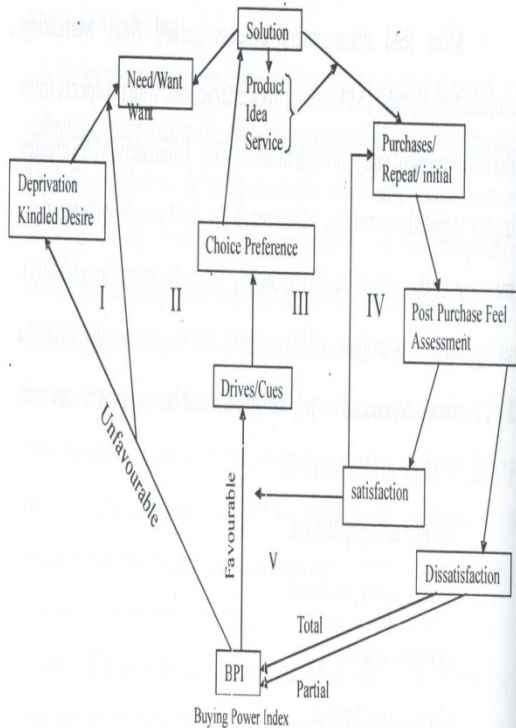 Solution
Need/Want
Want
Product
Idea
Service
Purchases/
Repeat/ initial
Deprivation
Kindled Desire
Choice Preference
I
II
III
IV
Post Purchase Feel
Assessment
Drives/Cues
Unfavourable
Favourable
satisfaction
V
Dissatisfaction
Total
BPI
Partial
Buying Power Index